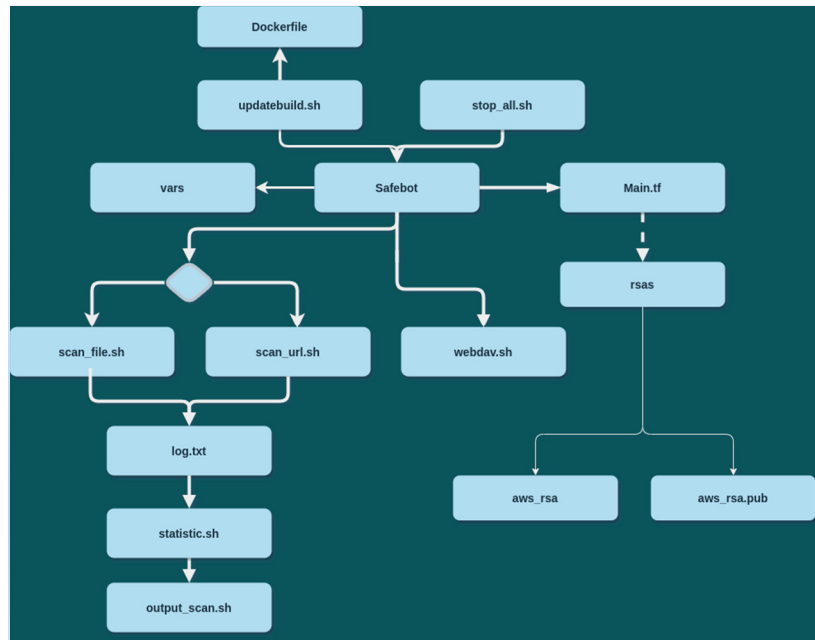 Dockerfile
updatebuild.sh
stop_all.sh
vars
Safebot
Main.tf
rsas
scan_file.sh
scan_url.sh
webdav.sh
log.txt
aws_rsa
aws_rsa.pub
statistic.sh
output_scan.sh